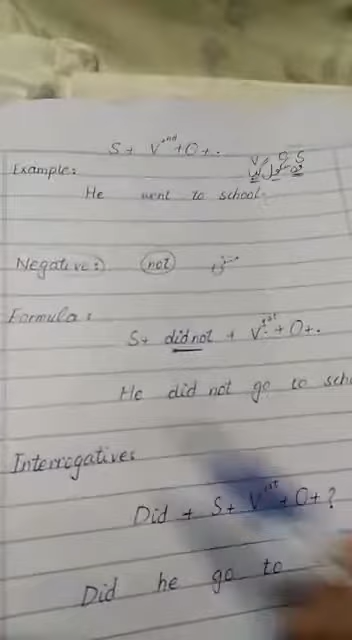 S + V²ⁿᵈ + O + .
V O S
Example:
He went to school.
Negative: not
Formula:
S + did not + V¹ˢᵗ + O + .
He did not go to scho
Interrogative:
Did + S + V¹ˢᵗ + O + ?
Did he go to